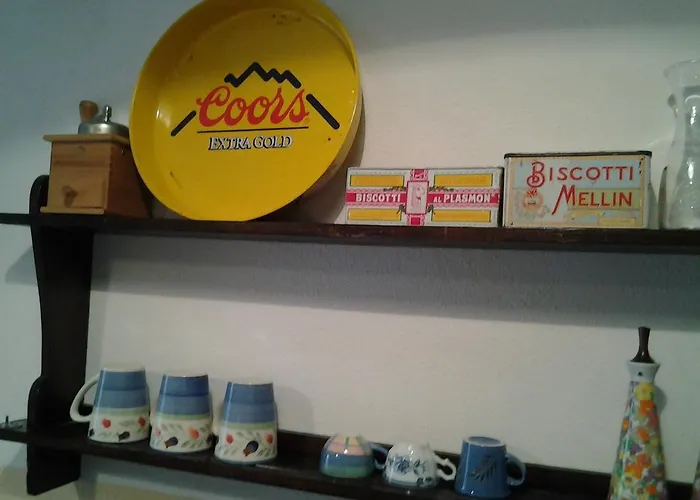 Coors
EXTRA GOLD
BISCOTTI AL PLASMON
BISCOTTI
MELLIN